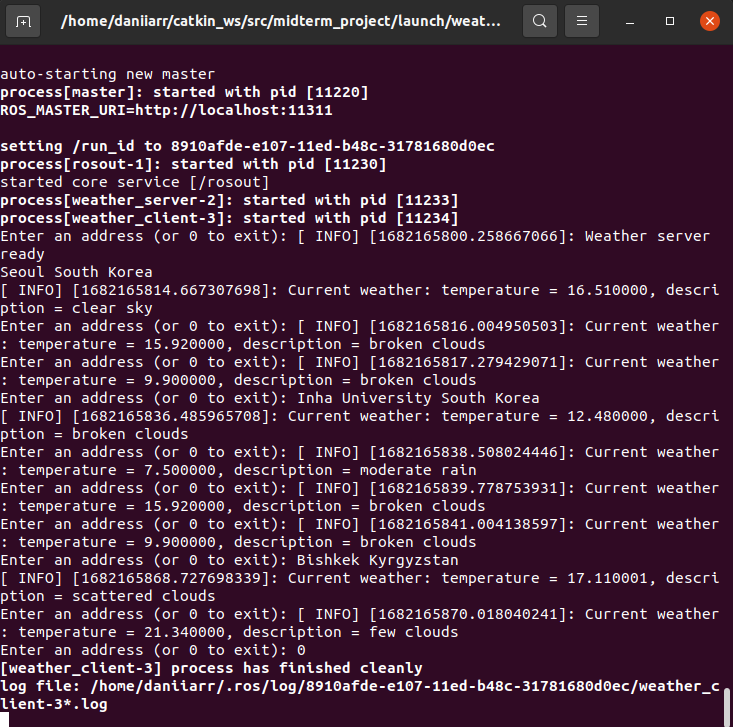 /home/daniiarr/catkin_ws/src/midterm_project/launch/weat...
auto-starting new master
process[master]: started with pid [11220]
ROS_MASTER_URI=http://localhost:11311
setting /run_id to 8910afde-e107-11ed-b48c-31781680d0ec
process[rosout-1]: started with pid [11230]
started core service [/rosout]
process[weather_server-2]: started with pid [11233]
process[weather_client-3]: started with pid [11234]
Enter an address (or 0 to exit): [ INFO] [1682165800.258667066]: Weather server
ready
Seoul South Korea
[ INFO] [1682165814.667307698]: Current weather: temperature = 16.510000, descri
ption = clear sky
Enter an address (or 0 to exit): [ INFO] [1682165816.004950503]: Current weather
: temperature = 15.920000, description = broken clouds
Enter an address (or 0 to exit): [ INFO] [1682165817.279429071]: Current weather
: temperature = 9.900000, description = broken clouds
Enter an address (or 0 to exit): Inha University South Korea
[ INFO] [1682165836.485965708]: Current weather: temperature = 12.480000, descri
ption = broken clouds
Enter an address (or 0 to exit): [ INFO] [1682165838.508024446]: Current weather
: temperature = 7.500000, description = moderate rain
Enter an address (or 0 to exit): [ INFO] [1682165839.778753931]: Current weather
: temperature = 15.920000, description = broken clouds
Enter an address (or 0 to exit): [ INFO] [1682165841.004138597]: Current weather
: temperature = 9.900000, description = broken clouds
Enter an address (or 0 to exit): Bishkek Kyrgyzstan
[ INFO] [1682165868.727698339]: Current weather: temperature = 17.110001, descri
ption = scattered clouds
Enter an address (or 0 to exit): [ INFO] [1682165870.018040241]: Current weather
: temperature = 21.340000, description = few clouds
Enter an address (or 0 to exit): 0
[weather_client-3] process has finished cleanly
log file: /home/daniiarr/.ros/log/8910afde-e107-11ed-b48c-31781680d0ec/weather_c
lient-3*.log